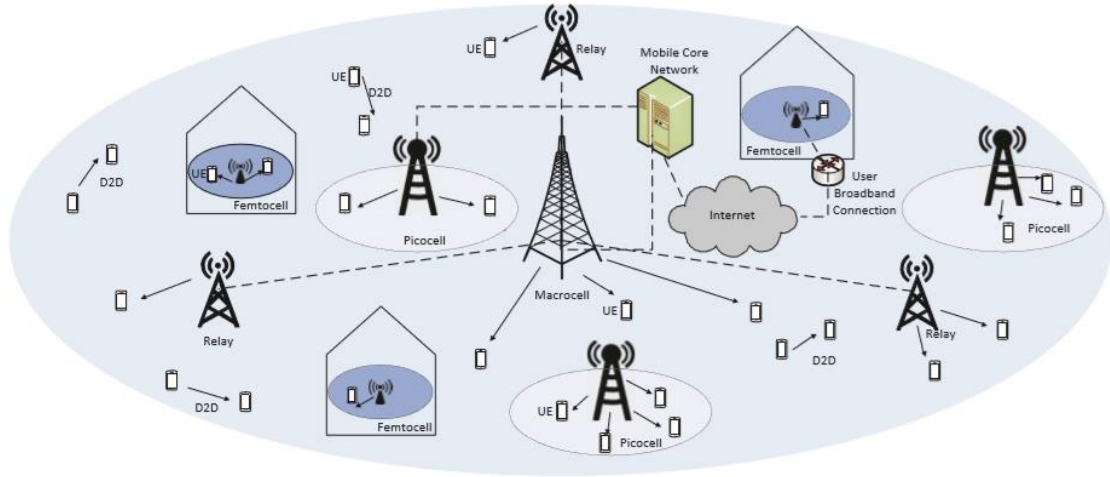 UE
Relay
Mobile Core
Network
UE
D2D
Femtocell
D2D
UE
Femtocell
User
Broadband
Connection
Internet
Picocell
Picocell
Macrocell
UE
Relay
Relay
D2D
D2D
UE
Picocell
Femtocell